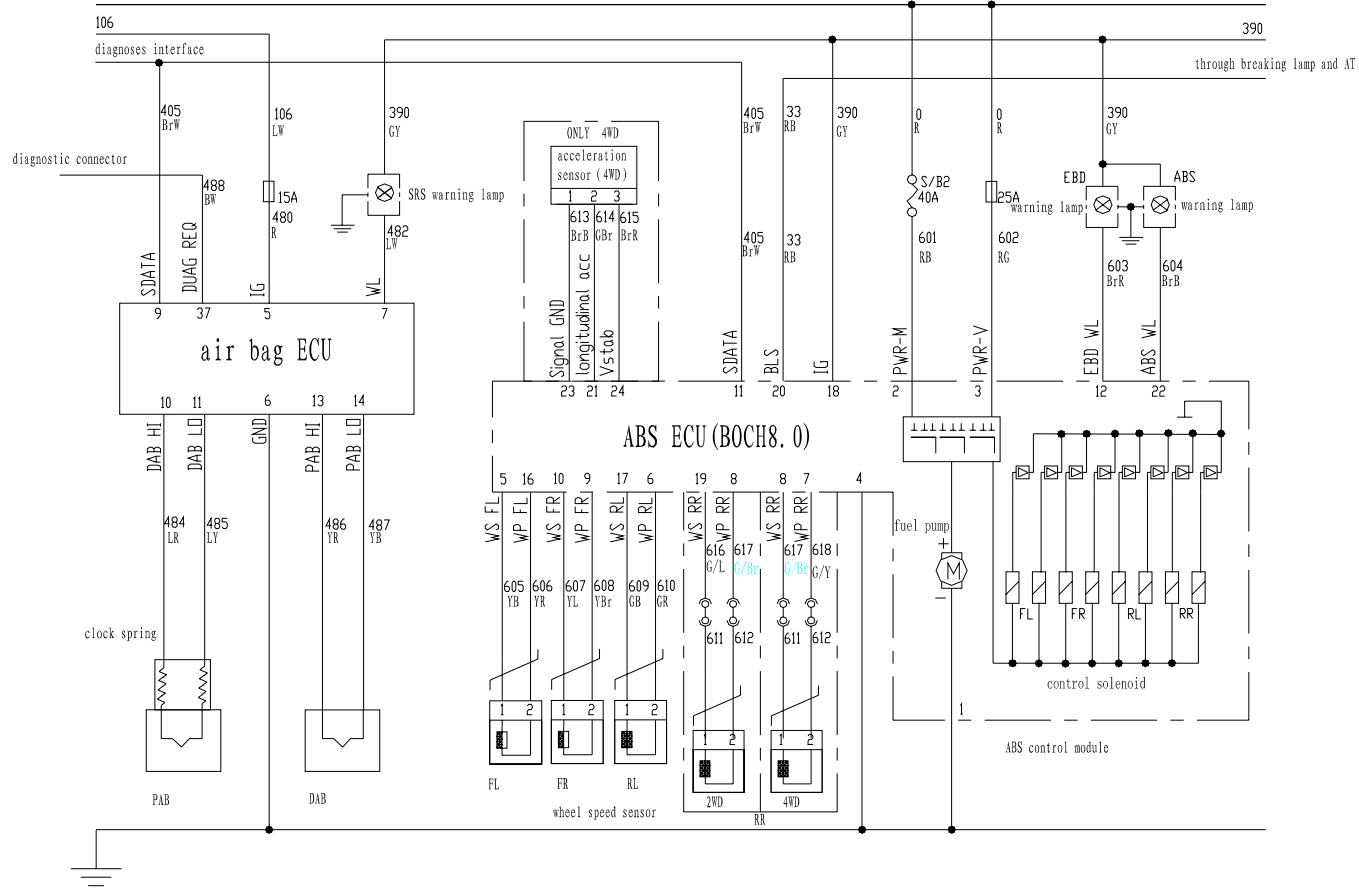 106
390
diagnoses interface
through breaking lamp and AT
405
BrW
106
LW
390
GY
405
BrW
33
RB
390
GY
0
R
0
R
390
GY
ONLY 4WD
acceleration
sensor (4WD)
1 2 3
diagnostic connector
488
BW
15A
480
R
SRS warning lamp
482
LW
613
BrB
614
GBr
615
BrR
405
BrW
33
RB
S/B2
40A
25A
601
RB
602
RG
EBD
warning lamp
ABS
warning lamp
603
BrR
604
BrB
SDATA
DUAG REQ
IG
WL
Signal GND
longitudinal acc
Vstab
SDATA
BLS
IG
PWR-M
PWR-V
EBD WL
ABS WL
9 37 5 7
air bag ECU
10 11 6 13 14
23 21 24 11 20 18 2 3 12 22
ABS ECU(BOCH8.0)
5 16 10 9 17 6 19 8 8 7 4
DAB HI
DAB LO
GND
PAB HI
PAB LO
WS FL
WP FL
WS FR
WP FR
WS RL
WP RL
WS RR
WP RR
WS RR
WP RR
484
LR
485
LY
486
YR
487
YB
605
YB
606
YR
607
YL
608
YBr
609
GB
610
GR
616
G/L
617
G/Br
617
G/Br
618
G/Y
611
612
611
612
fuel pump
+
M
−
FL FR RL RR
control solenoid
1
ABS control module
clock spring
PAB
DAB
1 2
1 2
1 2
1 2
1 2
FL
FR
RL
2WD
4WD
RR
wheel speed sensor